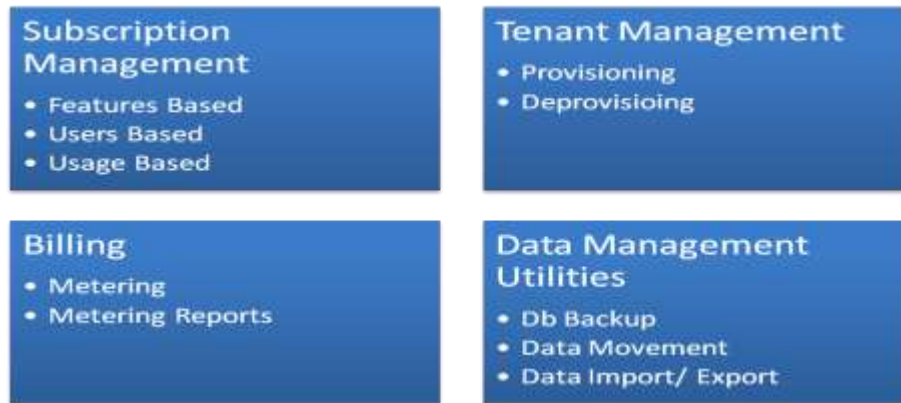 Subscription
Management
• Features Based
• Users Based
• Usage Based
Tenant Management
• Provisioning
• Deprovisioing
Billing
• Metering
• Metering Reports
Data Management
Utilities
• Db Backup
• Data Movement
• Data Import/ Export